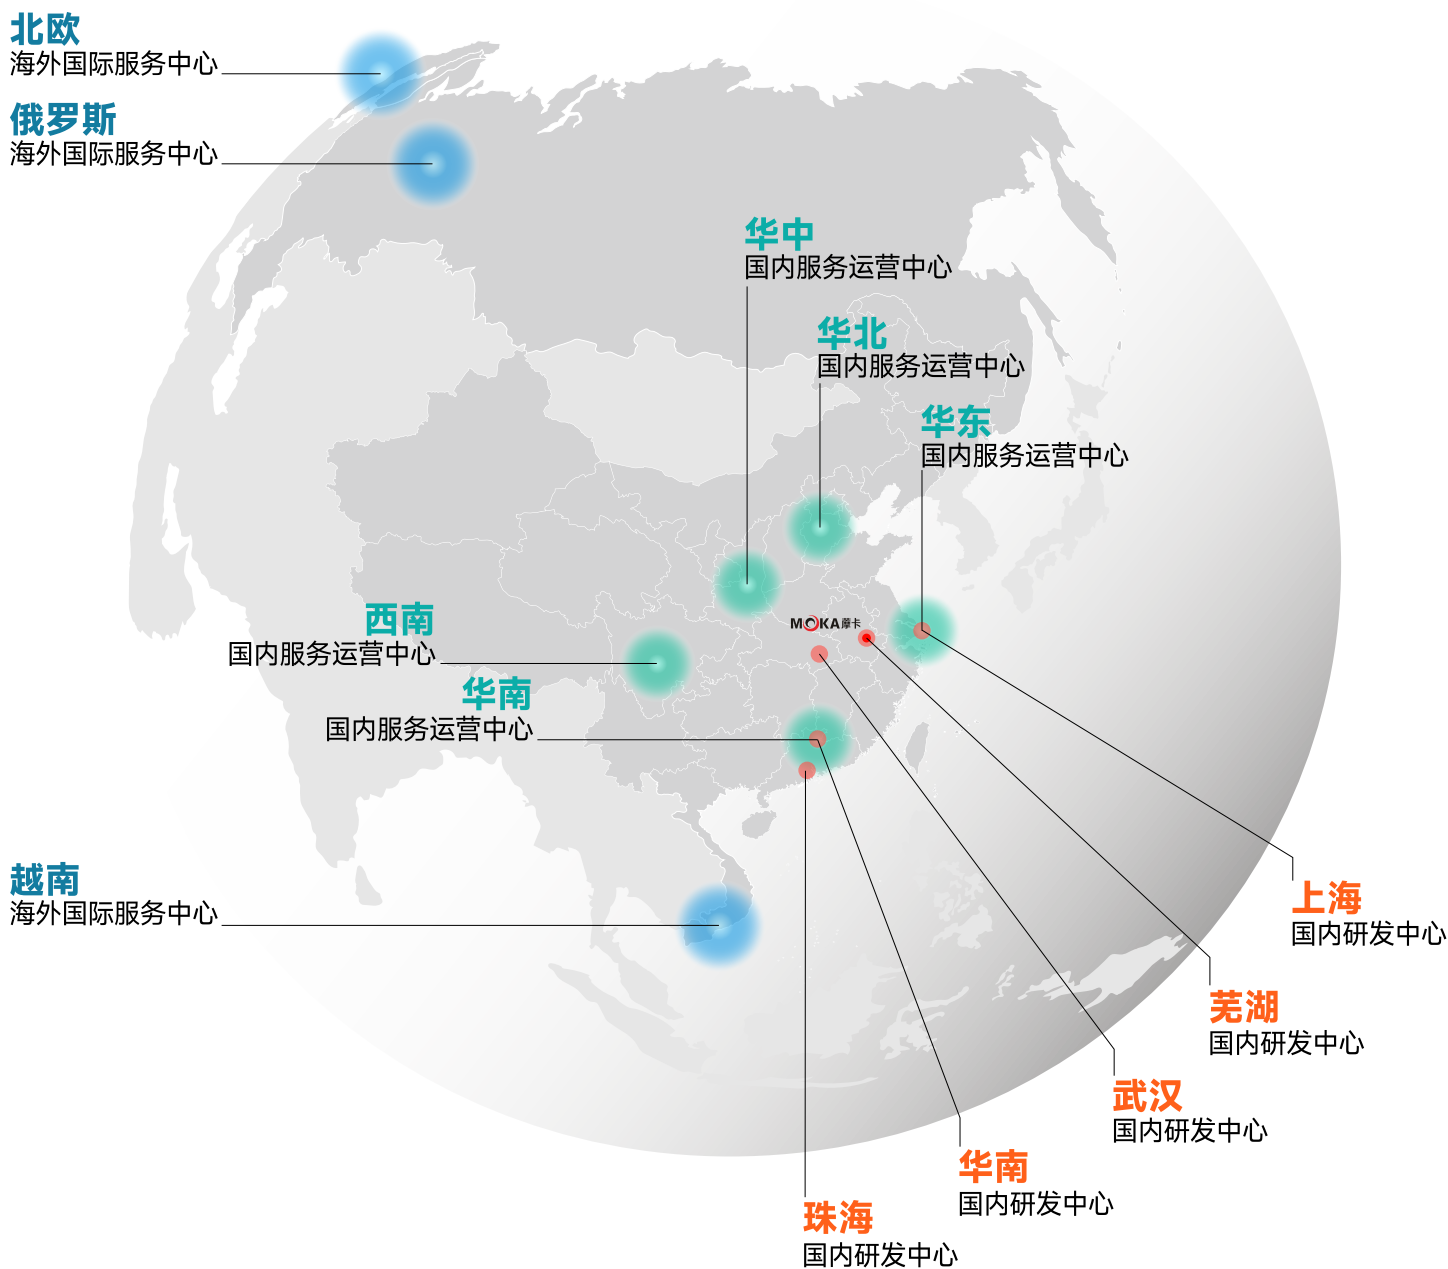 北欧
海外国际服务中心
俄罗斯
海外国际服务中心
华中
国内服务运营中心
华北
国内服务运营中心
华东
国内服务运营中心
西南
国内服务运营中心
MOKA摩卡
华南
国内服务运营中心
越南
海外国际服务中心
上海
国内研发中心
芜湖
国内研发中心
武汉
国内研发中心
华南
国内研发中心
珠海
国内研发中心